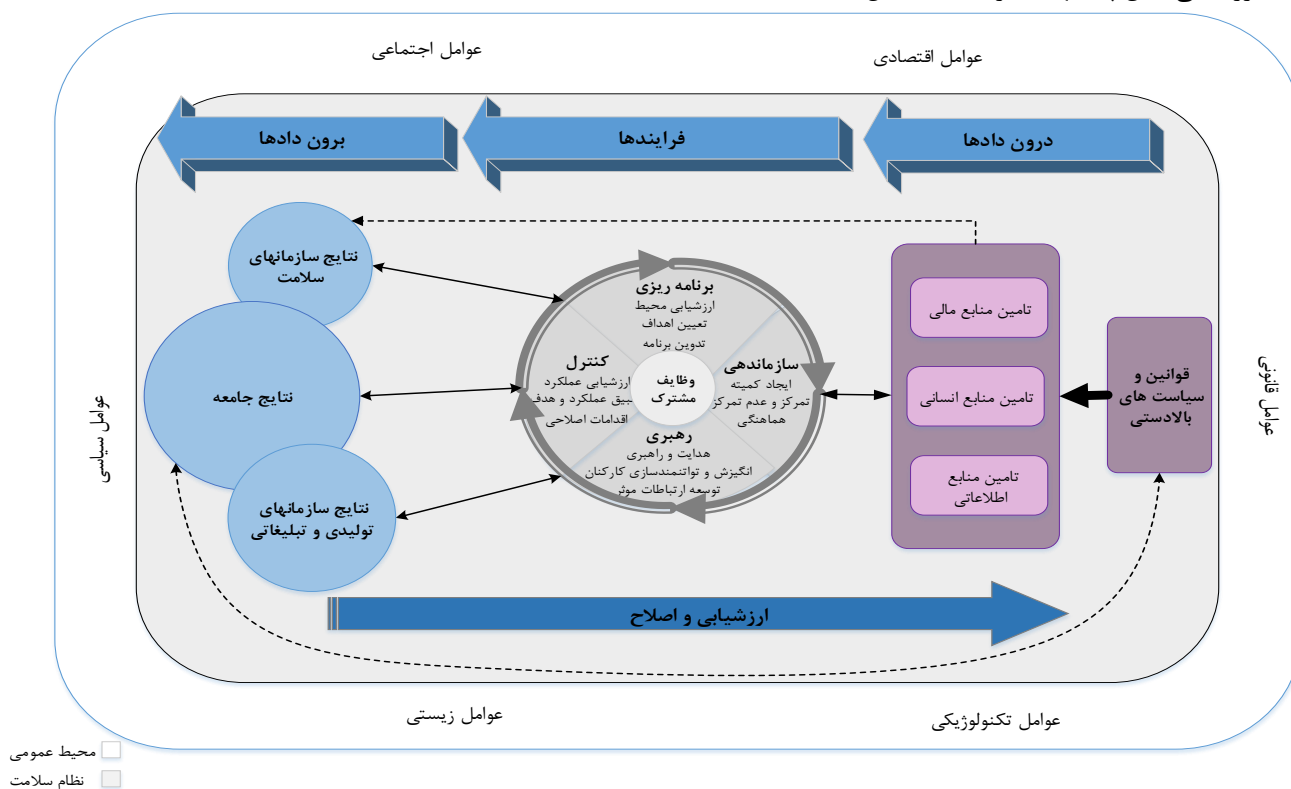 عوامل اجتماعی
عوامل اقتصادی
درون دادها
فرایندها
برون دادها
نتایج سازمانهای
سلامت
نتایج جامعه
نتایج سازمانهای
تولیدی و تبلیغاتی
برنامه ریزی
ارزشیابی محیط
تعیین اهداف
تدوین برنامه
سازماندهی
ایجاد کمیته
تمرکز و عدم تمرکز
هماهنگی
وظایف
مشترک
کنترل
ارزشیابی عملکرد
عملکرد و هدف
اقدامات اصلاحی
رهبری
هدایت و راهبری
انگیزش و تواتنمندسازی کارکنان
توسعه ارتباطات موثر
تامین منابع مالی
تامین منابع انسانی
تامین منابع
اطلاعاتی
قوانین و
سیاست های
بالادستی
عوامل قانونی
عوامل سیاسی
ارزشیابی و اصلاح
عوامل زیستی
عوامل تکنولوژیکی
محیط عمومی
نظام سلامت